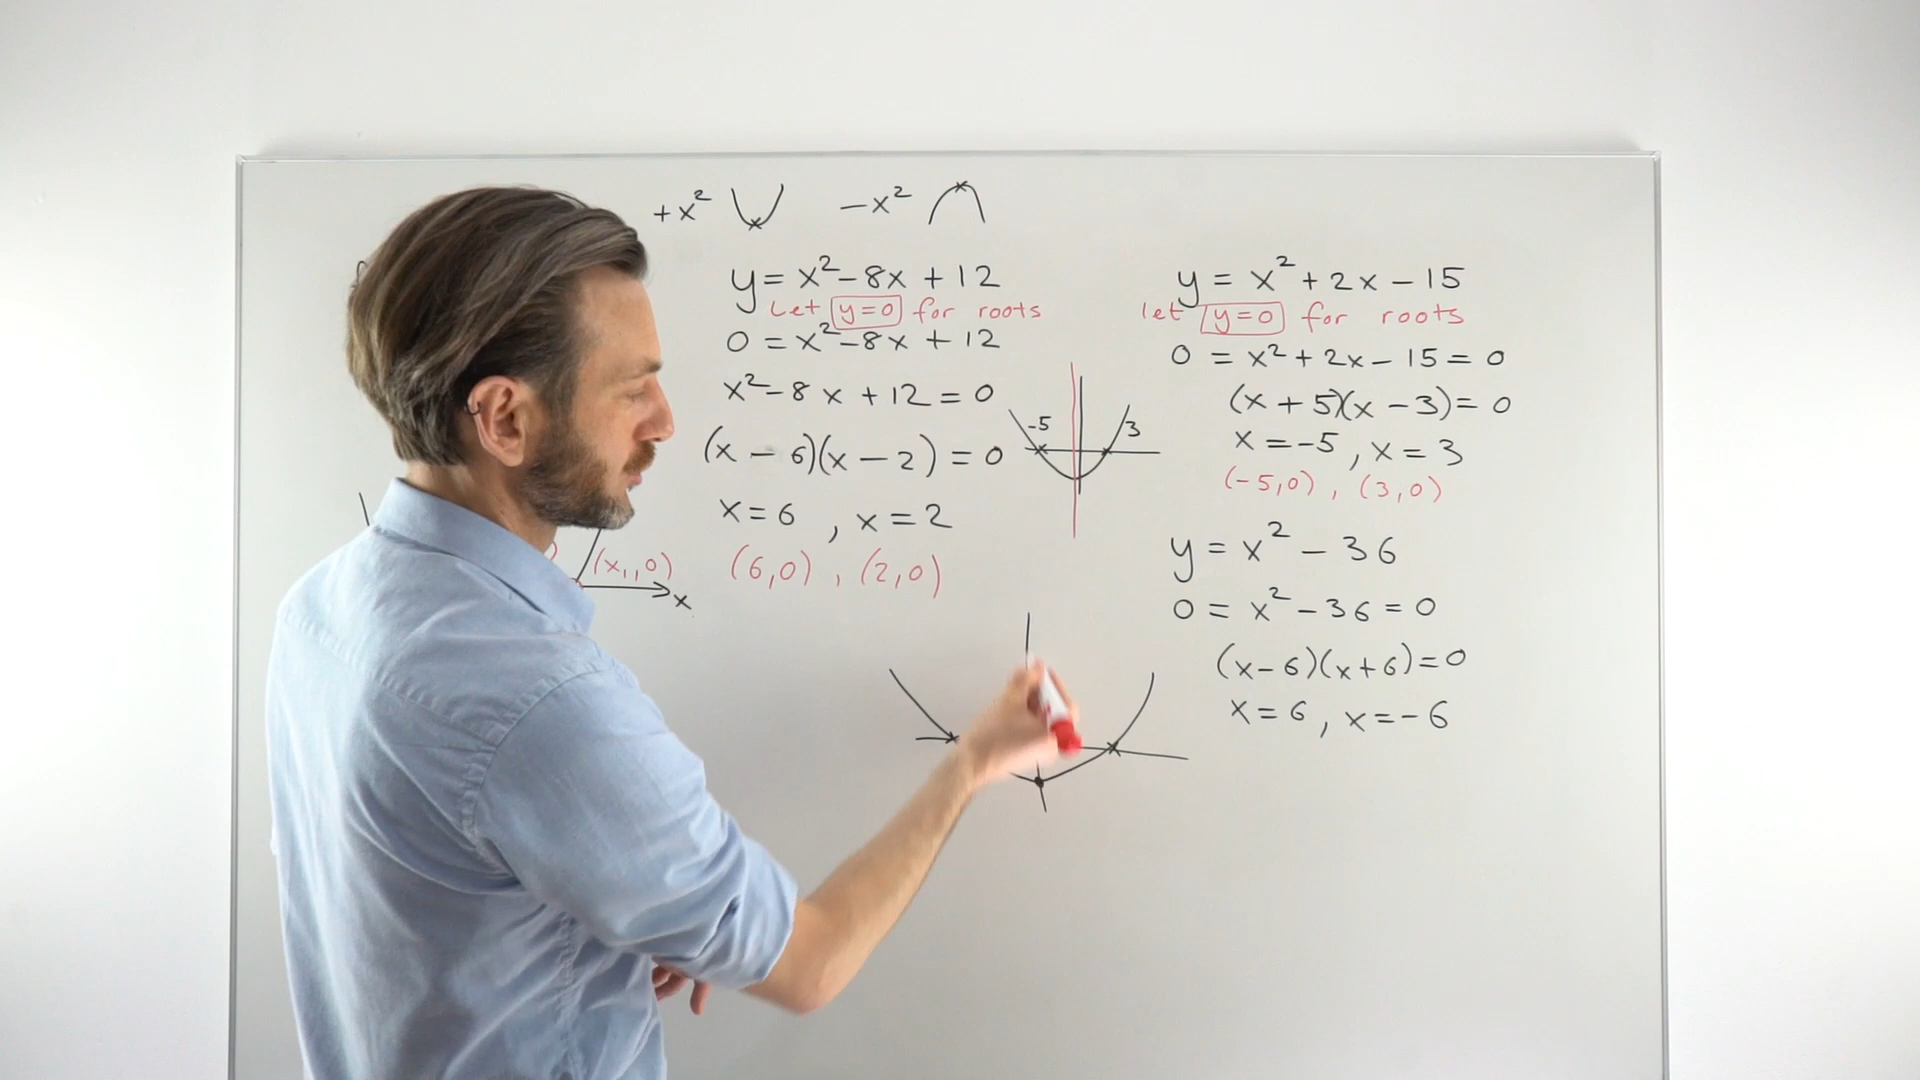 +x² −x²
y = x² − 8x + 12
Let y=0 for roots
0 = x² − 8x + 12
x² − 8x + 12 = 0
(x − 6)(x − 2) = 0
x = 6 , x = 2
(6,0) , (2,0)
(x₁,0)
x
-5 3
y = x² + 2x − 15
let y=0 for roots
0 = x² + 2x − 15 = 0
(x + 5)(x − 3) = 0
x = −5 , x = 3
(−5,0) , (3,0)
y = x² − 36
0 = x² − 36 = 0
(x − 6)(x + 6) = 0
x = 6 , x = −6